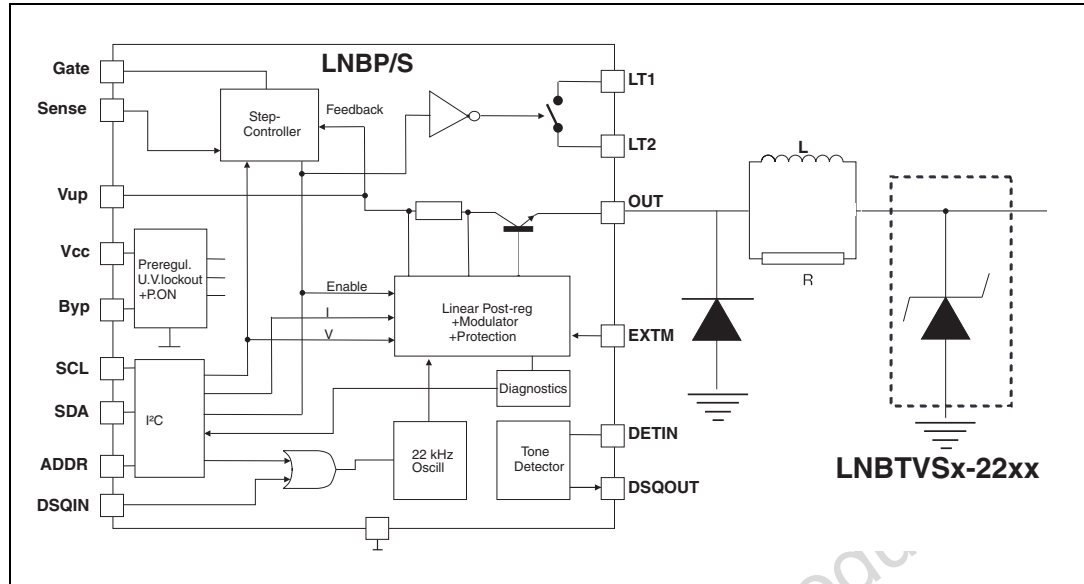 LNBP/S
Gate
Sense
Vup
Vcc
Byp
SCL
SDA
ADDR
DSQIN
Step-
Controller
Feedback
Preregul.
U.V.lockout
+P.ON
Enable
I
V
I²C
Linear Post-reg
+Modulator
+Protection
Diagnostics
22 kHz
Oscill
Tone
Detector
LT1
LT2
OUT
EXTM
DETIN
DSQOUT
L
R
LNBTVSx-22xx